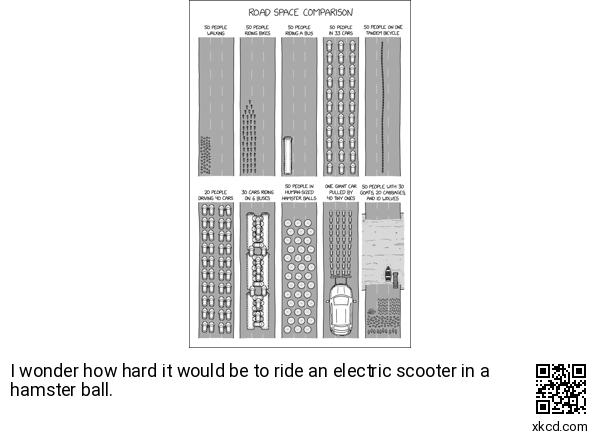 ROAD SPACE COMPARISON
50 PEOPLE
WALKING
50 PEOPLE
RIDING BIKES
50 PEOPLE
RIDING A BUS
50 PEOPLE
IN 33 CARS
50 PEOPLE ON ONE
TANDEM BICYCLE
20 PEOPLE
DRIVING 40 CARS
30 CARS RIDING
ON 6 BUSES
50 PEOPLE IN
HUMAN-SIZED
HAMSTER BALLS
ONE GIANT CAR
PULLED BY
40 TINY ONES
50 PEOPLE WITH 30
GOATS, 20 CABBAGES,
AND 10 WOLVES
I wonder how hard it would be to ride an electric scooter in a
hamster ball.
xkcd.com